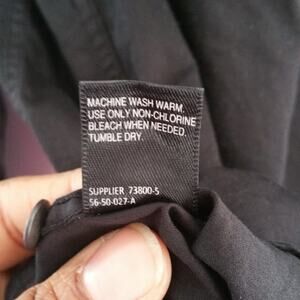 MACHINE WASH WARM.
USE ONLY NON-CHLORINE
BLEACH WHEN NEEDED.
TUMBLE DRY.
SUPPLIER 73800-5
56-50-027-A